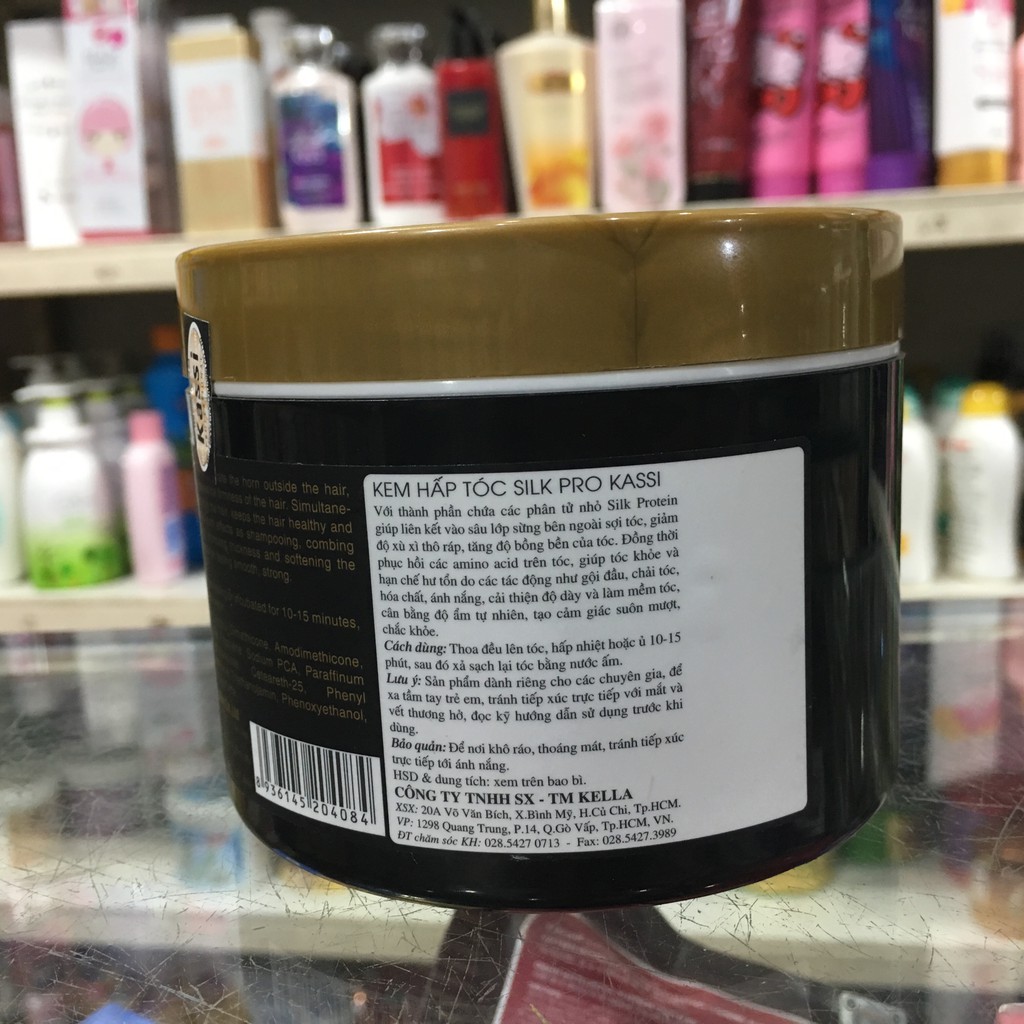 kassi
the horn outside the hair,
firmness of the hair. Simultane-
keeps the hair healthy and
as shampooing, combing
thickness and softening the
smooth, strong.
for 10-15 minutes,
Amodimethicone,
Sodium PCA, Paraffinum
Ceteareth-25, Phenyl
Phenoxyethanol,
8 936145 204084
KEM HẤP TÓC SILK PRO KASSI
Với thành phần chứa các phân tử nhỏ Silk Protein
giúp liên kết vào sâu lớp sừng bên ngoài sợi tóc, giảm
độ xù xì thô ráp, tăng độ bồng bền của tóc. Đồng thời
phục hồi các amino acid trên tóc, giúp tóc khỏe và
hạn chế hư tổn do các tác động như gội đầu, chải tóc,
hóa chất, ánh nắng, cải thiện độ dày và làm mềm tóc,
cân bằng độ ẩm tự nhiên, tạo cảm giác suôn mượt,
chắc khỏe.
Cách dùng: Thoa đều lên tóc, hấp nhiệt hoặc ủ 10-15
phút, sau đó xả sạch lại tóc bằng nước ấm.
Lưu ý: Sản phẩm dành riêng cho các chuyên gia, để
xa tầm tay trẻ em, tránh tiếp xúc trực tiếp với mắt và
vết thương hở, đọc kỹ hướng dẫn sử dụng trước khi
dùng.
Bảo quản: Để nơi khô ráo, thoáng mát, tránh tiếp xúc
trực tiếp tới ánh nắng.
HSD & dung tích: xem trên bao bì.
CÔNG TY TNHH SX - TM KELLA
XSX: 20A Võ Văn Bích, X.Bình Mỹ, H.Củ Chi, Tp.HCM.
VP: 1298 Quang Trung, P.14, Q.Gò Vấp, Tp.HCM, VN.
ĐT chăm sóc KH: 028.5427 0713 - Fax: 028.5427.3989